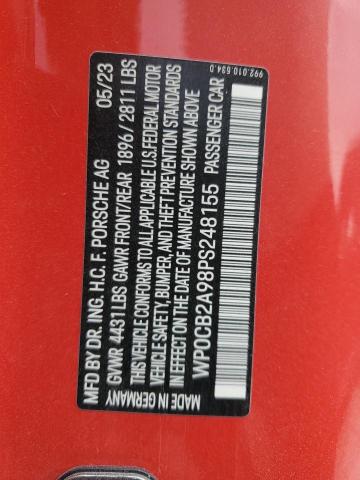 992.010.534.0
MFD BY DR. ING. H.C. F. PORSCHE AG 05/23
GVWR 4431LBS GAWR FRONT/REAR 1896/2811 LBS
THIS VEHICLE CONFORMS TO ALL APPLICABLE U.S.FEDERAL MOTOR
VEHICLE SAFETY, BUMPER, AND THEFT PREVENTION STANDARDS
IN EFFECT ON THE DATE OF MANUFACTURE SHOWN ABOVE
WP0CB2A98PS248155 PASSENGER CAR
MADE IN GERMANY